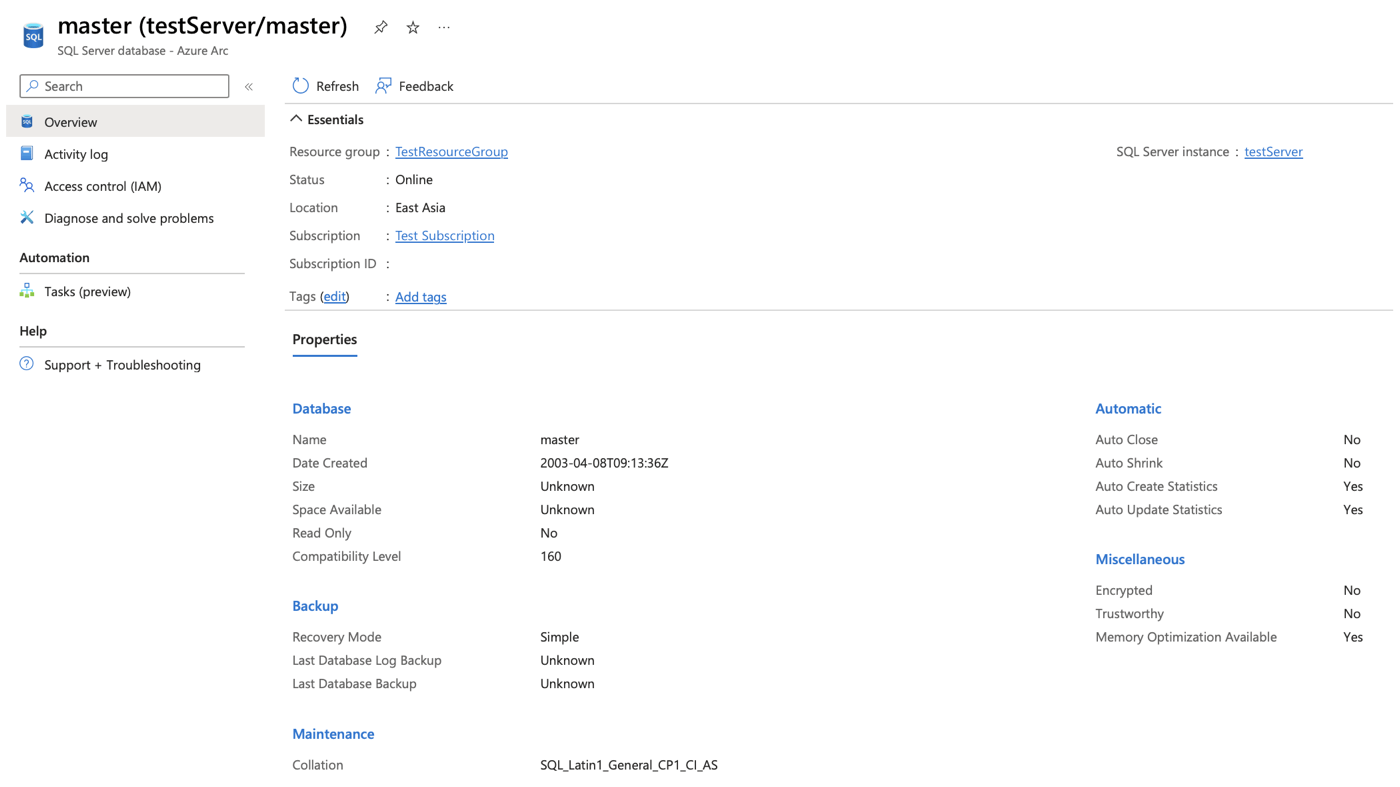 master (testServer/master)
SQL Server database - Azure Arc
Search
Overview
Activity log
Access control (IAM)
Diagnose and solve problems
Automation
Tasks (preview)
Help
Support + Troubleshooting
Refresh
Feedback
Essentials
Resource group : TestResourceGroup
Status : Online
Location : East Asia
Subscription : Test Subscription
Subscription ID :
Tags (edit) : Add tags
SQL Server instance : testServer
Properties
Database
Name master
Date Created 2003-04-08T09:13:36Z
Size Unknown
Space Available Unknown
Read Only No
Compatibility Level 160
Backup
Recovery Mode Simple
Last Database Log Backup Unknown
Last Database Backup Unknown
Maintenance
Collation SQL_Latin1_General_CP1_CI_AS
Automatic
Auto Close No
Auto Shrink No
Auto Create Statistics Yes
Auto Update Statistics Yes
Miscellaneous
Encrypted No
Trustworthy No
Memory Optimization Available Yes